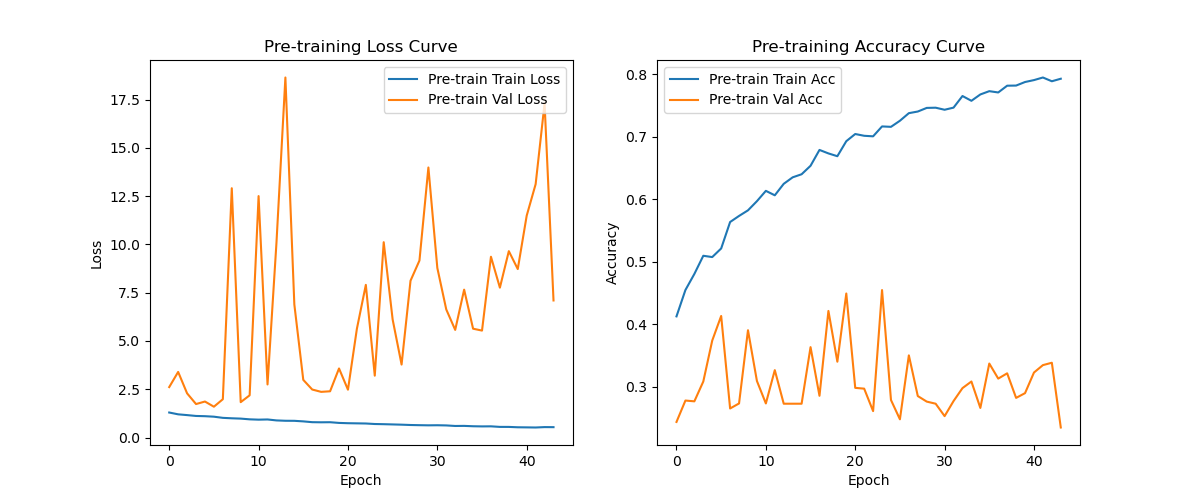 Pre-training Loss Curve
Pre-train Train Loss
Pre-train Val Loss
17.5
15.0
12.5
10.0
7.5
5.0
2.5
0.0
Loss
0 10 20 30 40
Epoch
Pre-training Accuracy Curve
Pre-train Train Acc
Pre-train Val Acc
0.8
0.7
0.6
0.5
0.4
0.3
Accuracy
0 10 20 30 40
Epoch